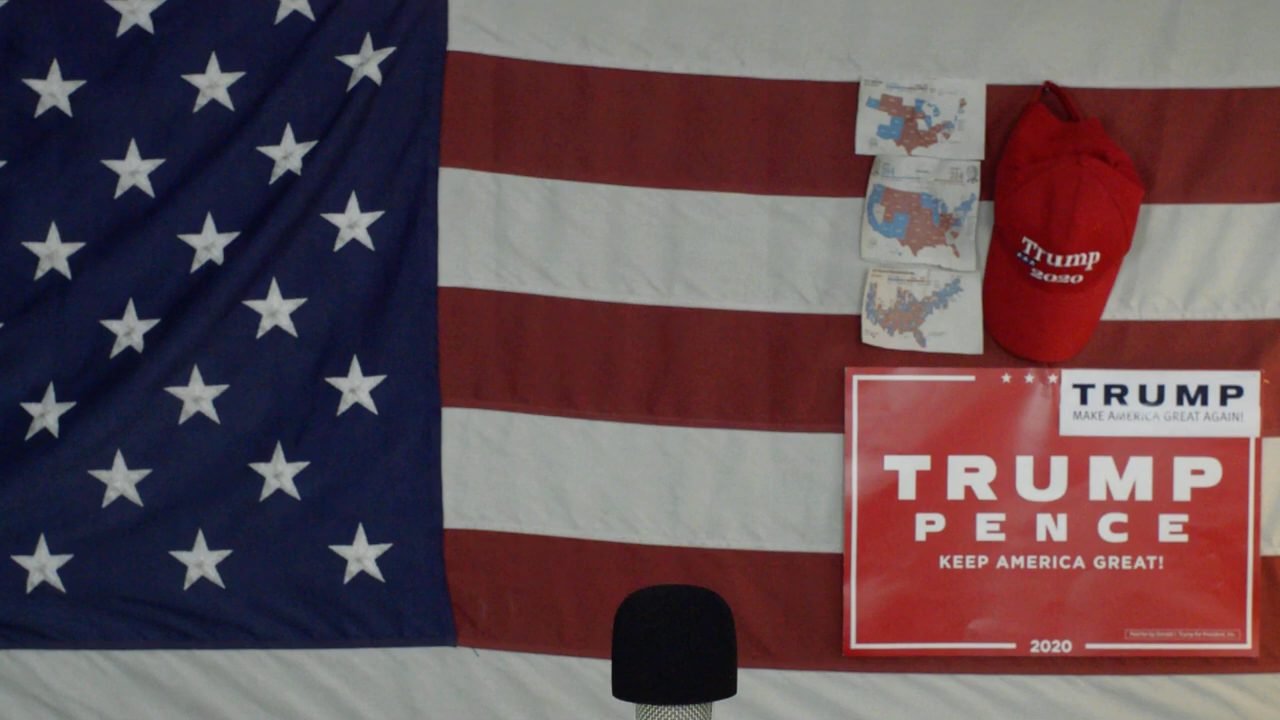 Trump
2020
TRUMP
MAKE AMERICA GREAT AGAIN!
TRUMP
PENCE
KEEP AMERICA GREAT!
2020